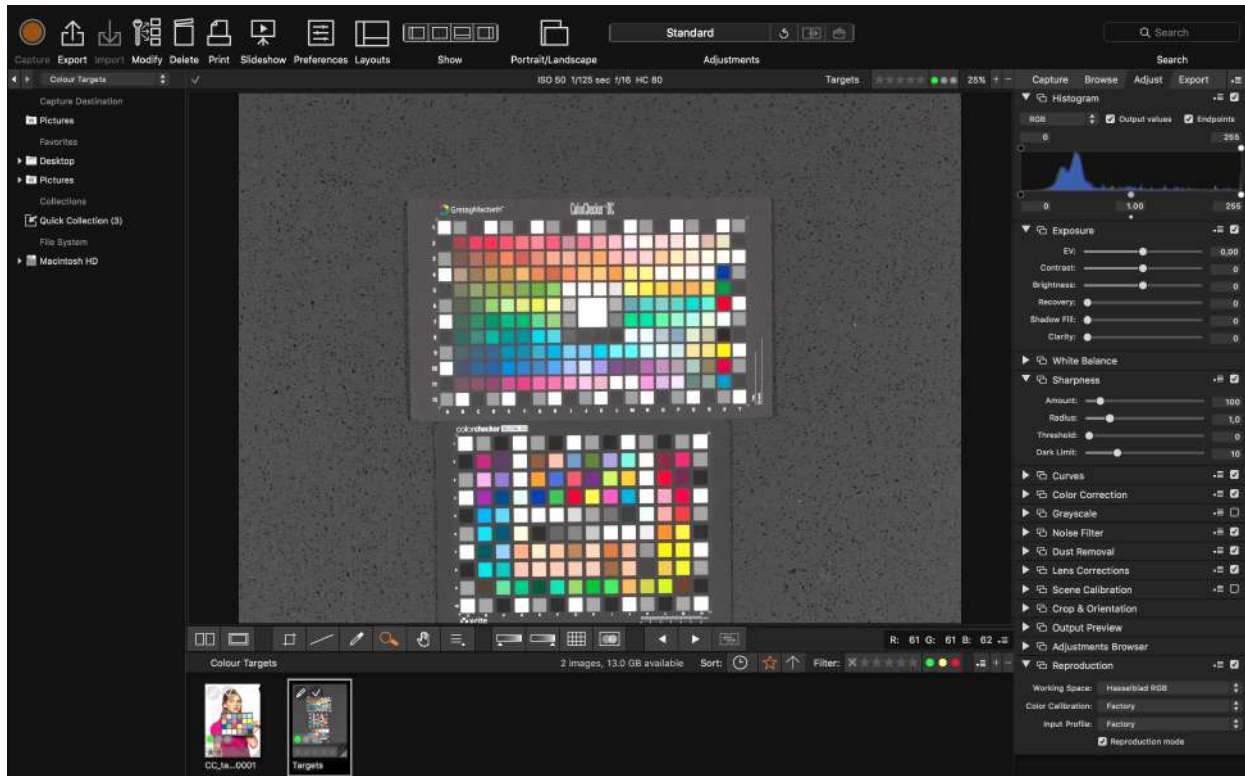 Capture Export Import Modify Delete Print Slideshow Preferences Layouts Show Portrait/Landscape Standard Adjustments Search Search
Colour Targets ISO 50 1/125 sec f/16 HC 80 Targets 25% + −
Capture Browse Adjust Export
Capture Destination
Pictures
Favorites
Desktop
Pictures
Collections
Quick Collection (3)
File System
Macintosh HD
GretagMacbeth
ColorChecker DC
colorchecker
x-rite
Histogram
RGB Output values Endpoints
0 255
0 1.00 255
Exposure
EV: 0,00
Contrast: 0
Brightness: 0
Recovery: 0
Shadow Fill: 0
Clarity: 0
White Balance
Sharpness
Amount: 100
Radius: 1,0
Threshold: 0
Dark Limit: 10
Curves
Color Correction
Grayscale
Noise Filter
Dust Removal
Lens Corrections
Scene Calibration
Crop & Orientation
Output Preview
Adjustments Browser
Reproduction
Working Space: Hasselblad RGB
Color Calibration: Factory
Input Profile: Factory
Reproduction mode
R: 61 G: 61 B: 62
Colour Targets 2 images, 13.0 GB available Sort: Filter:
CC_ta...0001 Targets